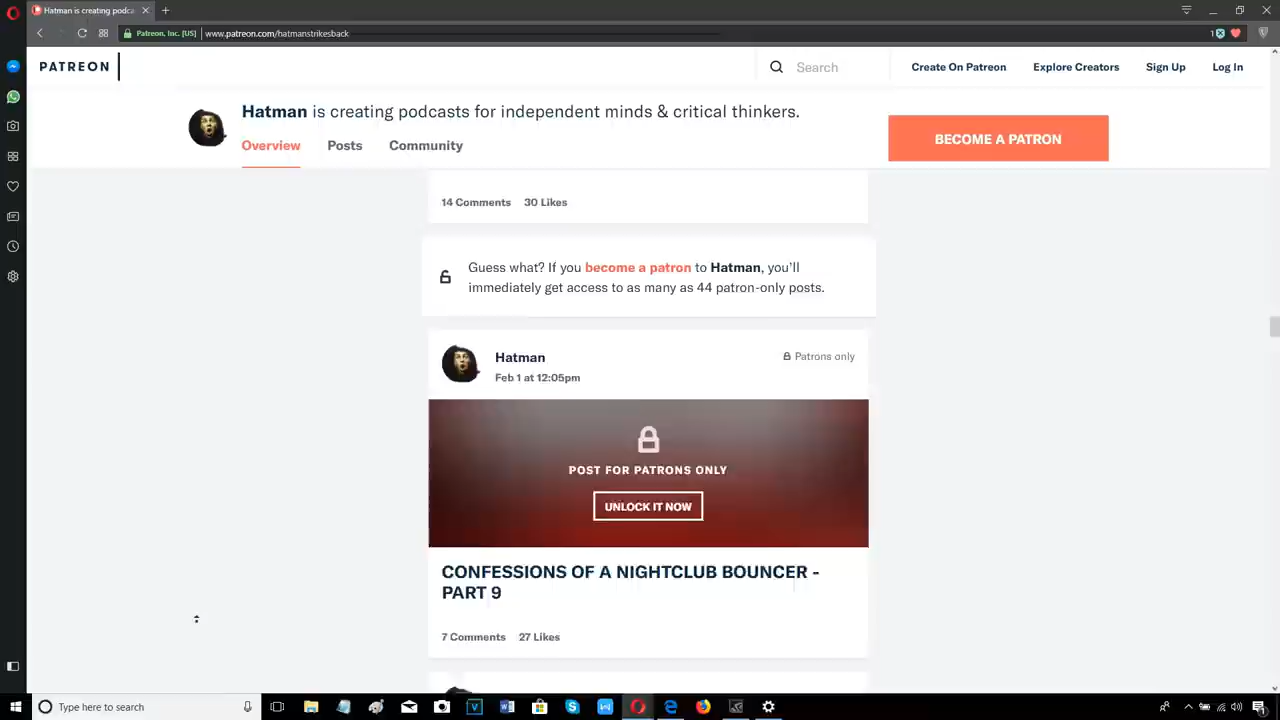 Patreon is creating podca
Patreon, Inc. [US]
www.patreon.com/hatmanstrikesback
1
PATREON
Search
Create On Patreon
Explore Creators
Sign Up
Log In
Hatman is creating podcasts for independent minds & critical thinkers.
BECOME A PATRON
Overview
Posts
Community
14 Comments 30 Likes
Guess what? If you become a patron to Hatman, you'll
immediately get access to as many as 44 patron-only posts.
Hatman
Patrons only
Feb 1 at 12:05pm
POST FOR PATRONS ONLY
UNLOCK IT NOW
CONFESSIONS OF A NIGHTCLUB BOUNCER -
PART 9
7 Comments 27 Likes
Type here to search